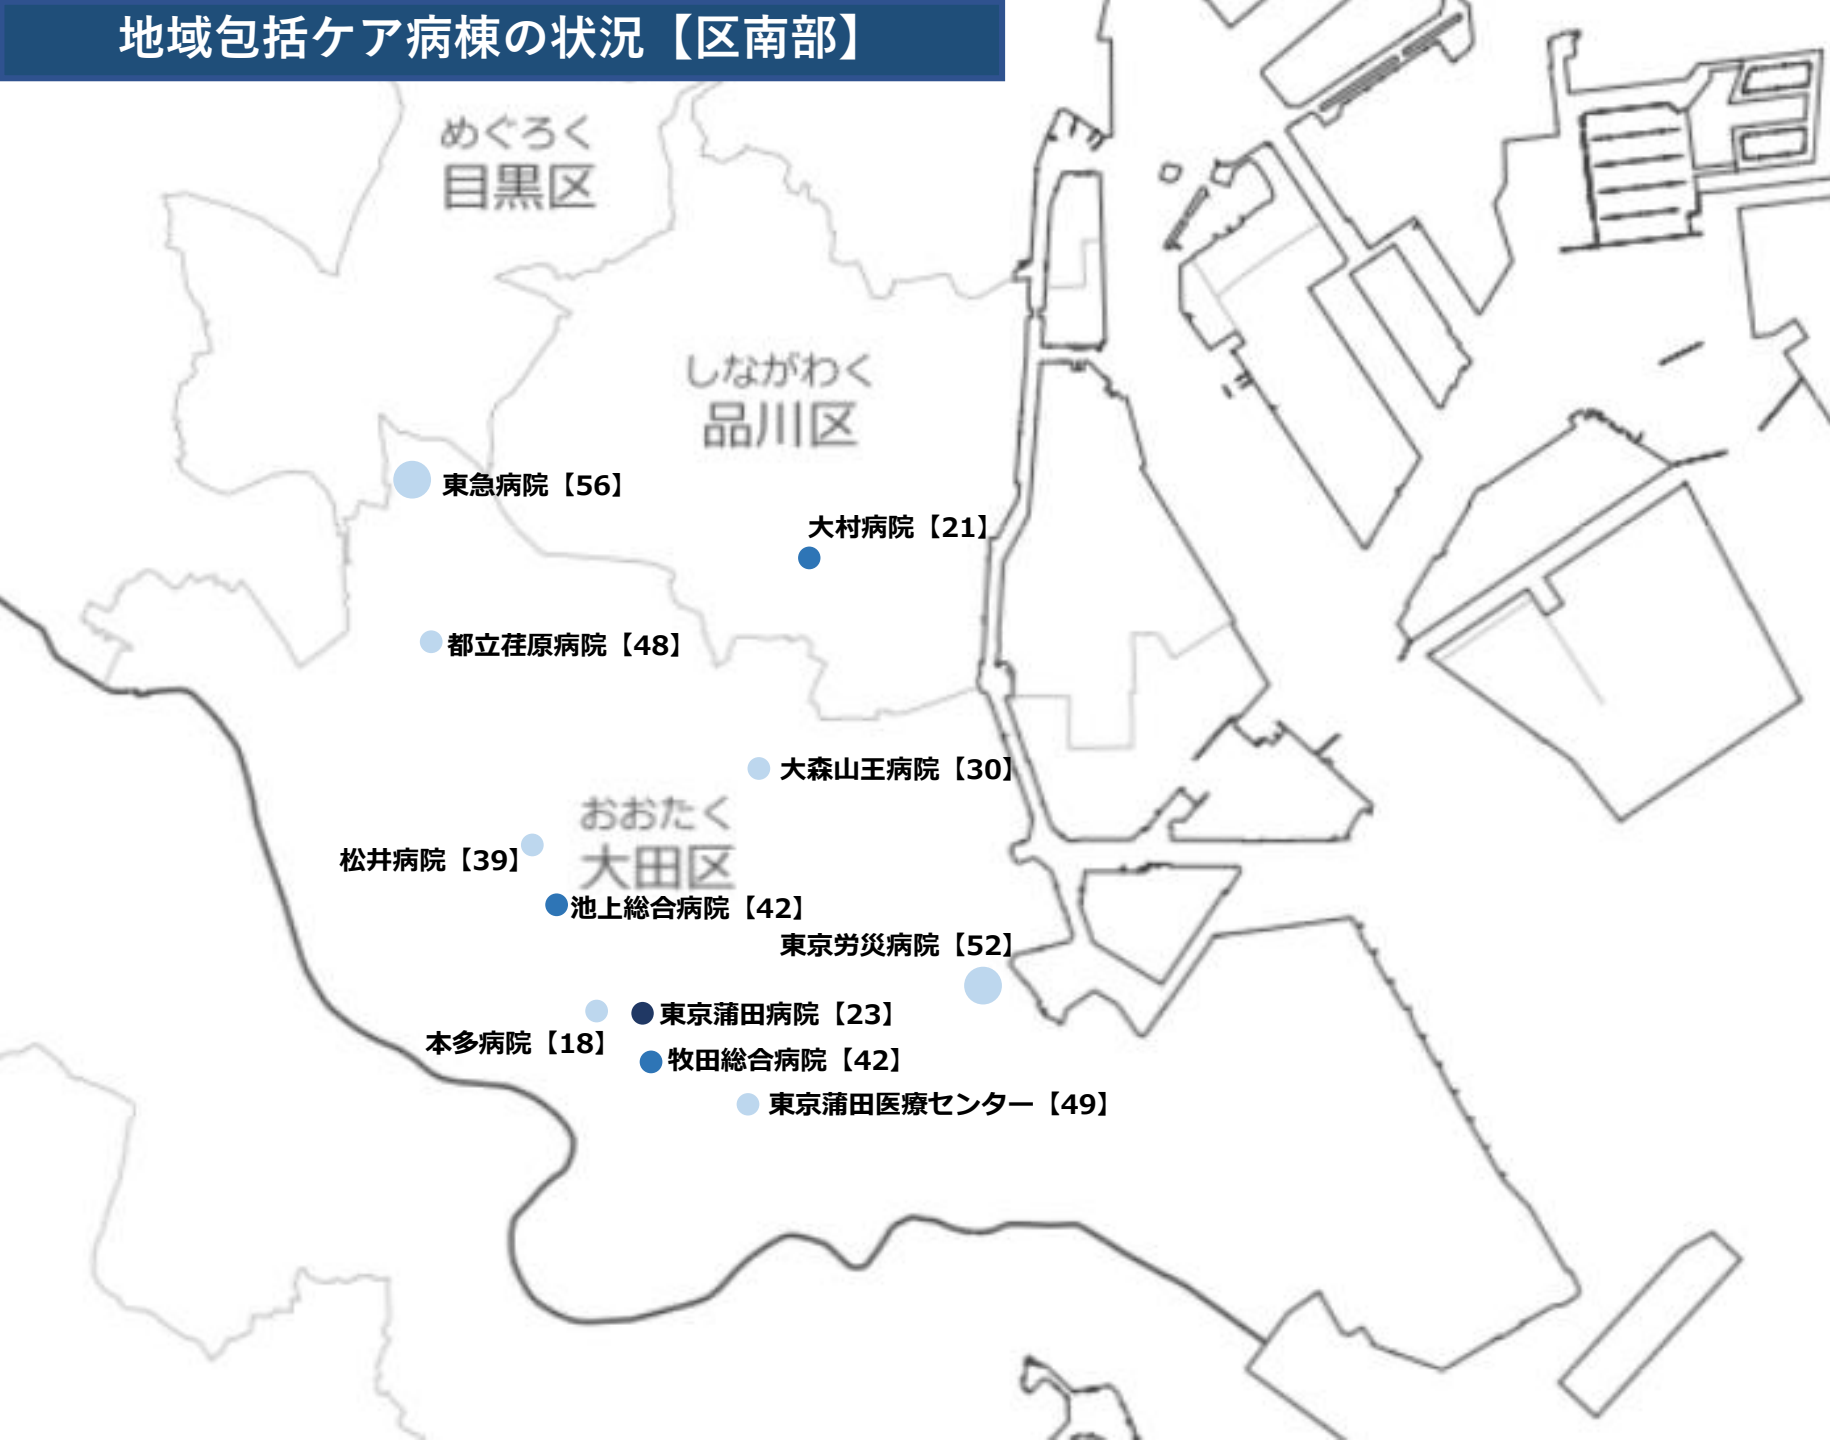 地域包括ケア病棟の状況【区南部】
めぐろく
目黒区
しながわく
品川区
東急病院【56】
大村病院【21】
都立荏原病院【48】
大森山王病院【30】
おおたく
大田区
松井病院【39】
池上総合病院【42】
東京労災病院【52】
東京蒲田病院【23】
本多病院【18】
牧田総合病院【42】
東京蒲田医療センター【49】